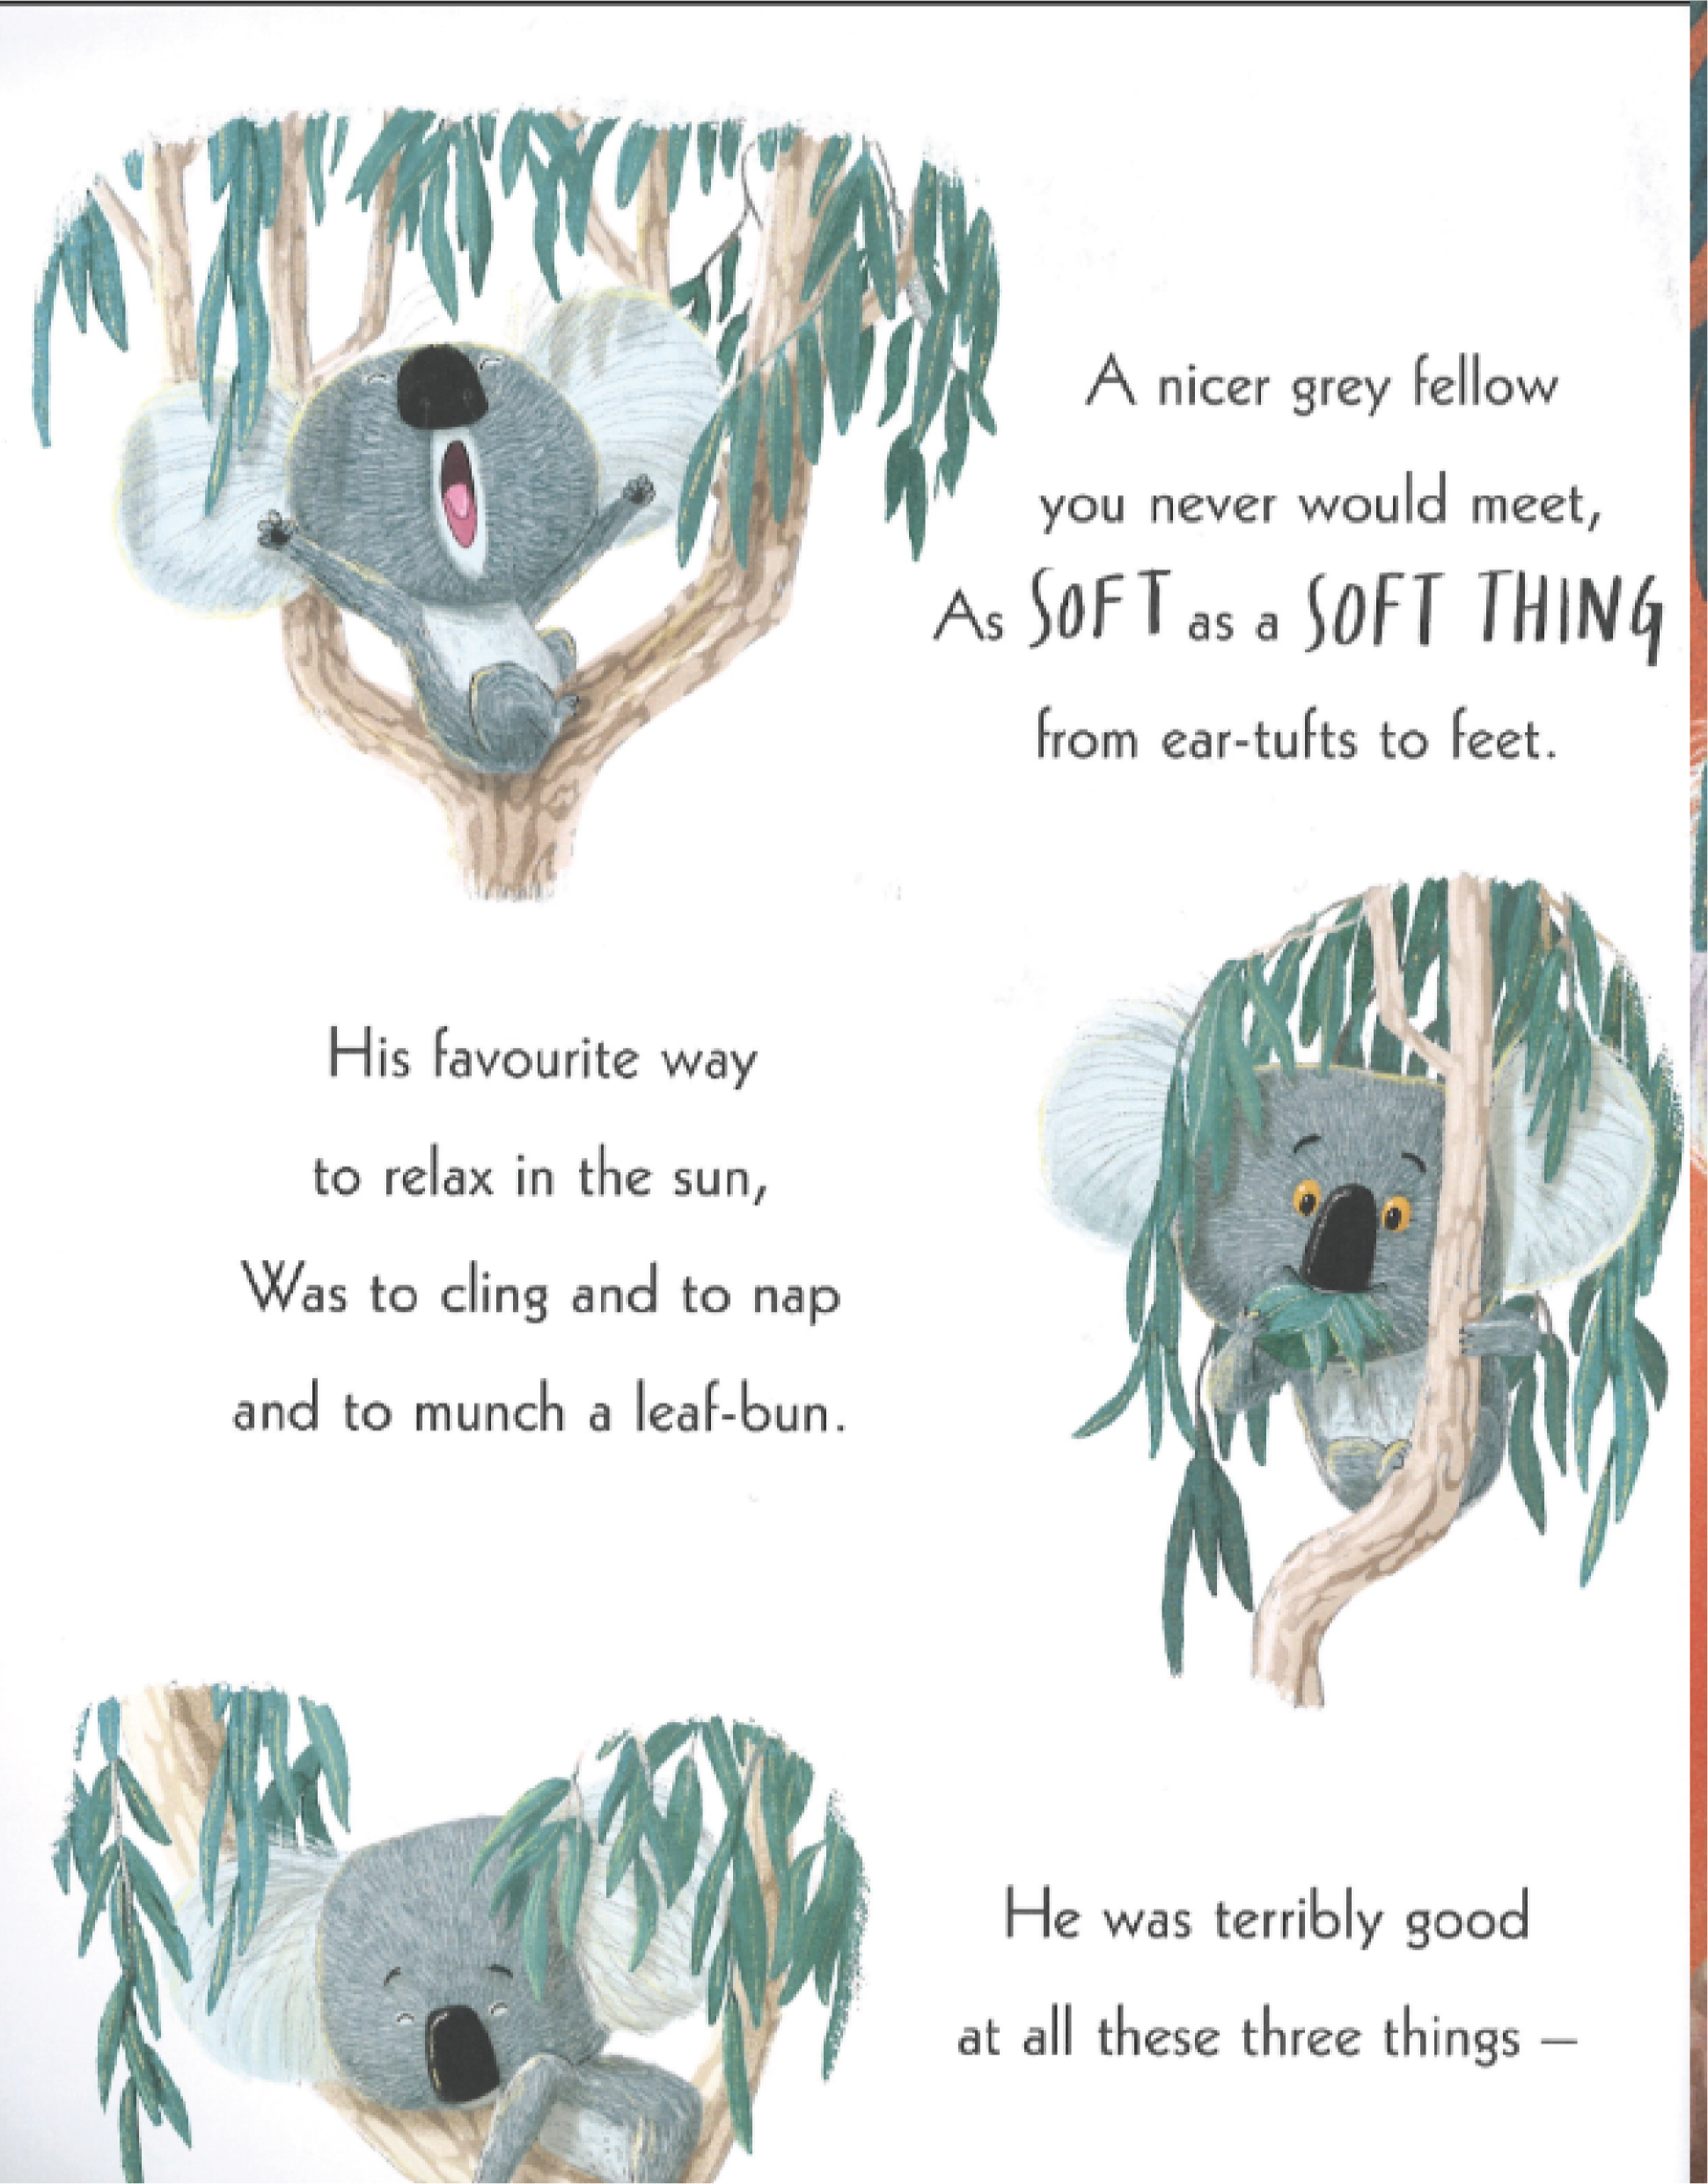 A nicer grey fellow
you never would meet,
As SOFT as a SOFT THING
from ear-tufts to feet.
His favourite way
to relax in the sun,
Was to cling and to nap
and to munch a leaf-bun.
He was terribly good
at all these three things –